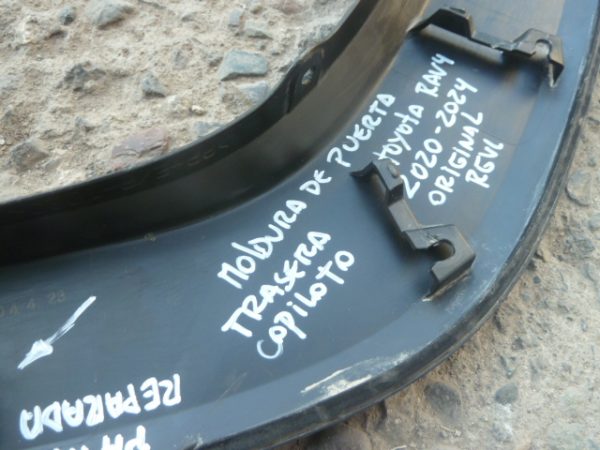 MOLDURA DE PUERTA
TRASERA
COPILOTO
TOYOTA RAV4
2020-2024
ORIGINAL
REVL
REPARADA